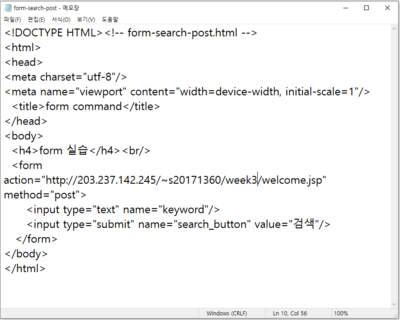 form-search-post - 메모장
파일(F) 편집(E) 서식(O) 보기(V) 도움말
<!DOCTYPE HTML><!-- form-search-post.html -->
<html>
<head>
<meta charset="utf-8"/>
<meta name="viewport" content="width=device-width, initial-scale=1"/>
<title>form command</title>
</head>
<body>
<h4>form 실습</h4><br/>
<form
action="http://203.237.142.245/~s20171360/week3/welcome.jsp"
method="post">
<input type="text" name="keyword"/>
<input type="submit" name="search_button" value="검색"/>
</form>
</body>
</html>
Windows (CRLF) Ln 10, Col 56 100%